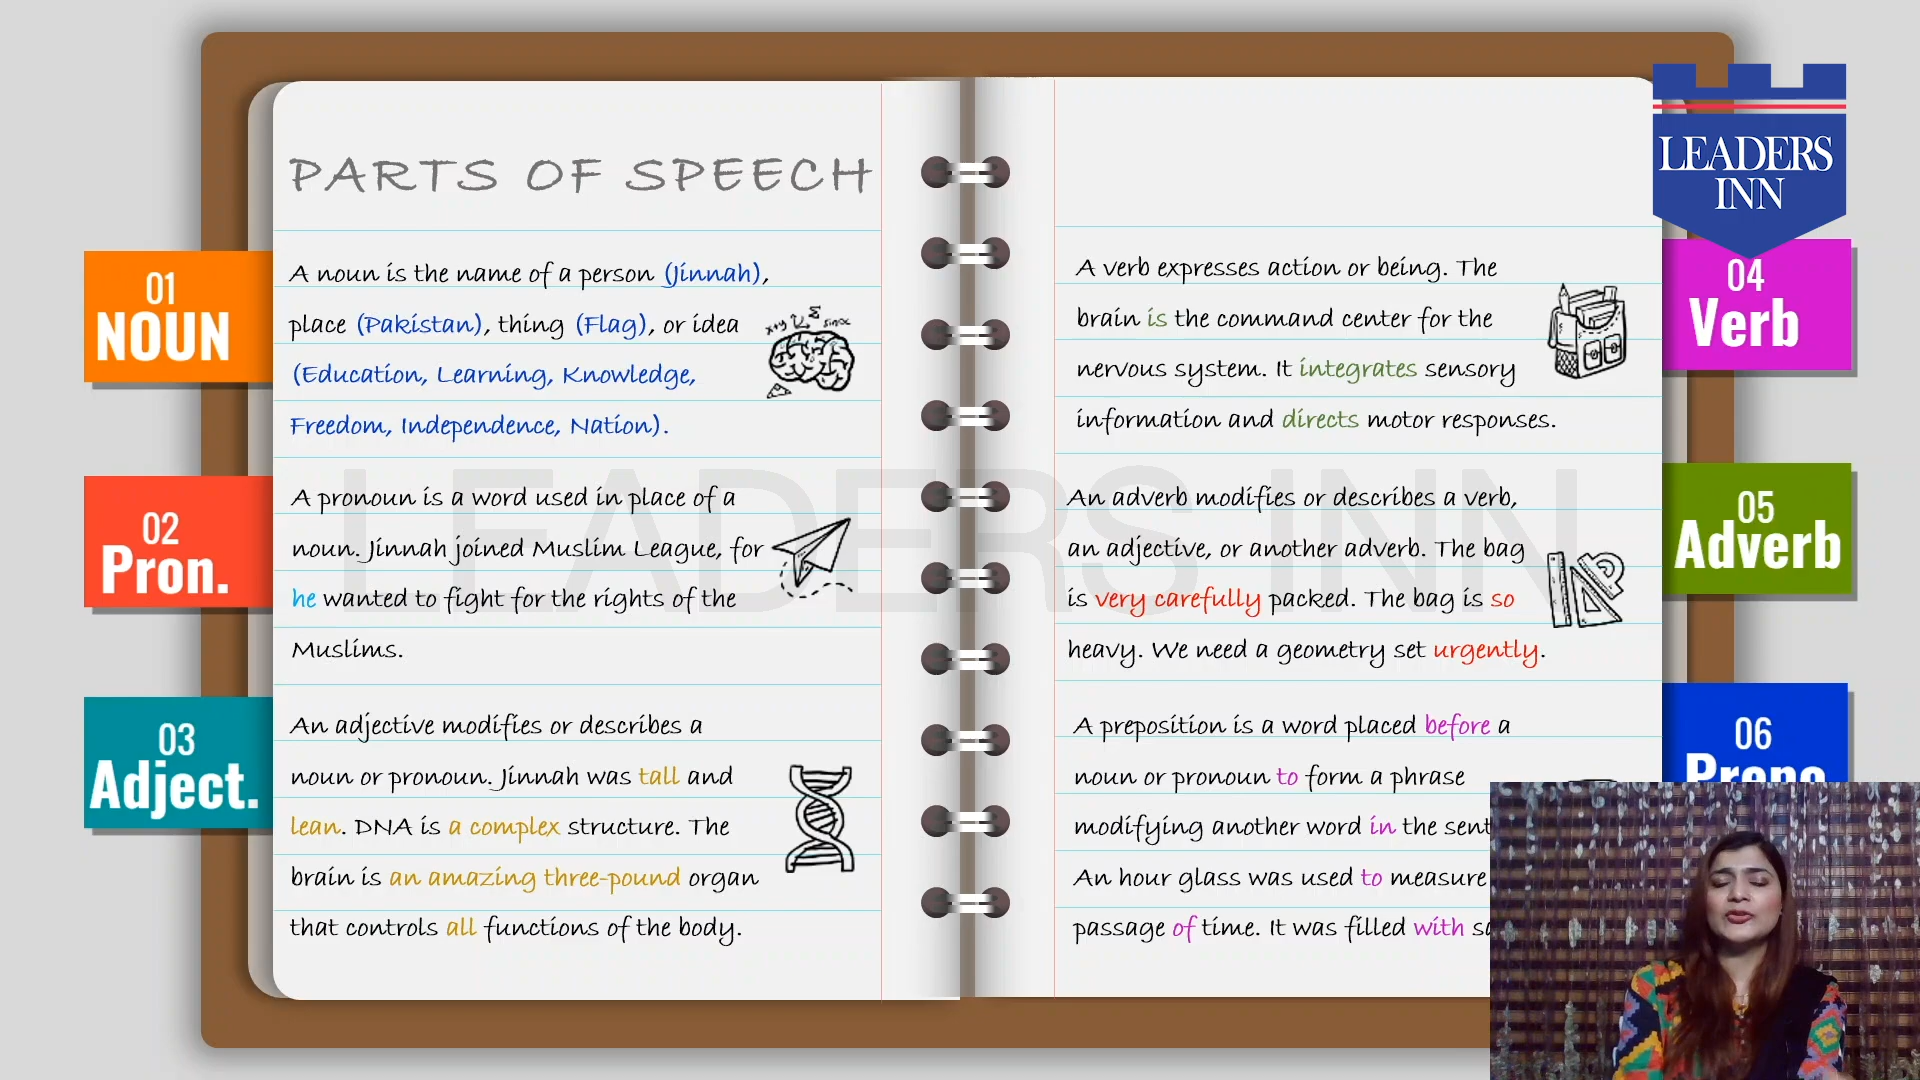 PARTS OF SPEECH
01
NOUN
A noun is the name of a person (Jinnah),
place (Pakistan), thing (Flag), or idea
(Education, Learning, Knowledge,
Freedom, Independence, Nation).
02
Pron.
A pronoun is a word used in place of a
noun. Jinnah joined Muslim League, for
he wanted to fight for the rights of the
Muslims.
03
Adject.
An adjective modifies or describes a
noun or pronoun. Jinnah was tall and
lean. DNA is a complex structure. The
brain is an amazing three-pound organ
that controls all functions of the body.
LEADERS
INN
04
Verb
A verb expresses action or being. The
brain is the command center for the
nervous system. It integrates sensory
information and directs motor responses.
05
Adverb
An adverb modifies or describes a verb,
an adjective, or another adverb. The bag
is very carefully packed. The bag is so
heavy. We need a geometry set urgently.
06
A preposition is a word placed before a
noun or pronoun to form a phrase
modifying another word in the
An hour glass was used to measure
passage of time. It was filled with
LEADERS INN